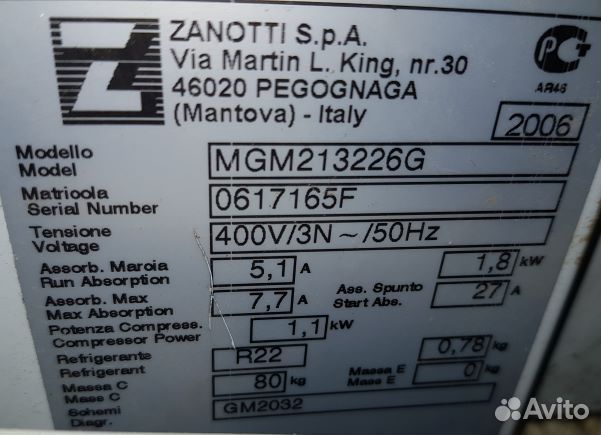 ZANOTTI S.p.A.
Via Martin L. King, nr.30
46020 PEGOGNAGA
(Mantova) - Italy
АЯ46
2006
Modello
Model
MGM213226G
Matricola
Serial Number
0617165F
Tensione
Voltage
400V/3N ~ /50Hz
Assorb. Marcia
Run Absorption
5,1 A
1,8 kW
Assorb. Max
Max Absorption
7,7 A
Ass. Spunto
Start Abs.
27 A
Potenza Compress.
Compressor Power
1,1 kW
Refrigerante
Refrigerant
R22
0,78 kg
Massa C
Mass C
80 kg
Massa E
Mass E
0 kg
Schemi
Diagr.
GM2032
Avito